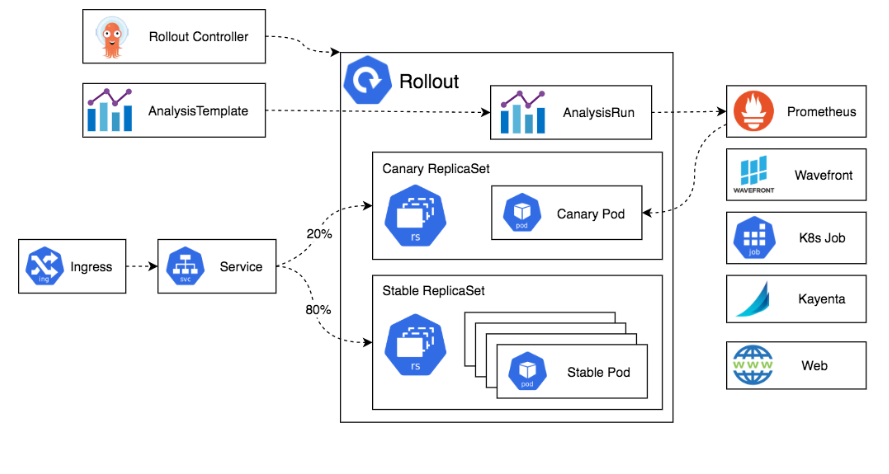 Rollout Controller
Rollout
AnalysisTemplate
AnalysisRun
Prometheus
Canary ReplicaSet
rs
pod
Canary Pod
WAVEFRONT
Wavefront
20%
ing
Ingress
svc
Service
job
K8s Job
Stable ReplicaSet
80%
rs
pod
Stable Pod
Kayenta
WWW
Web